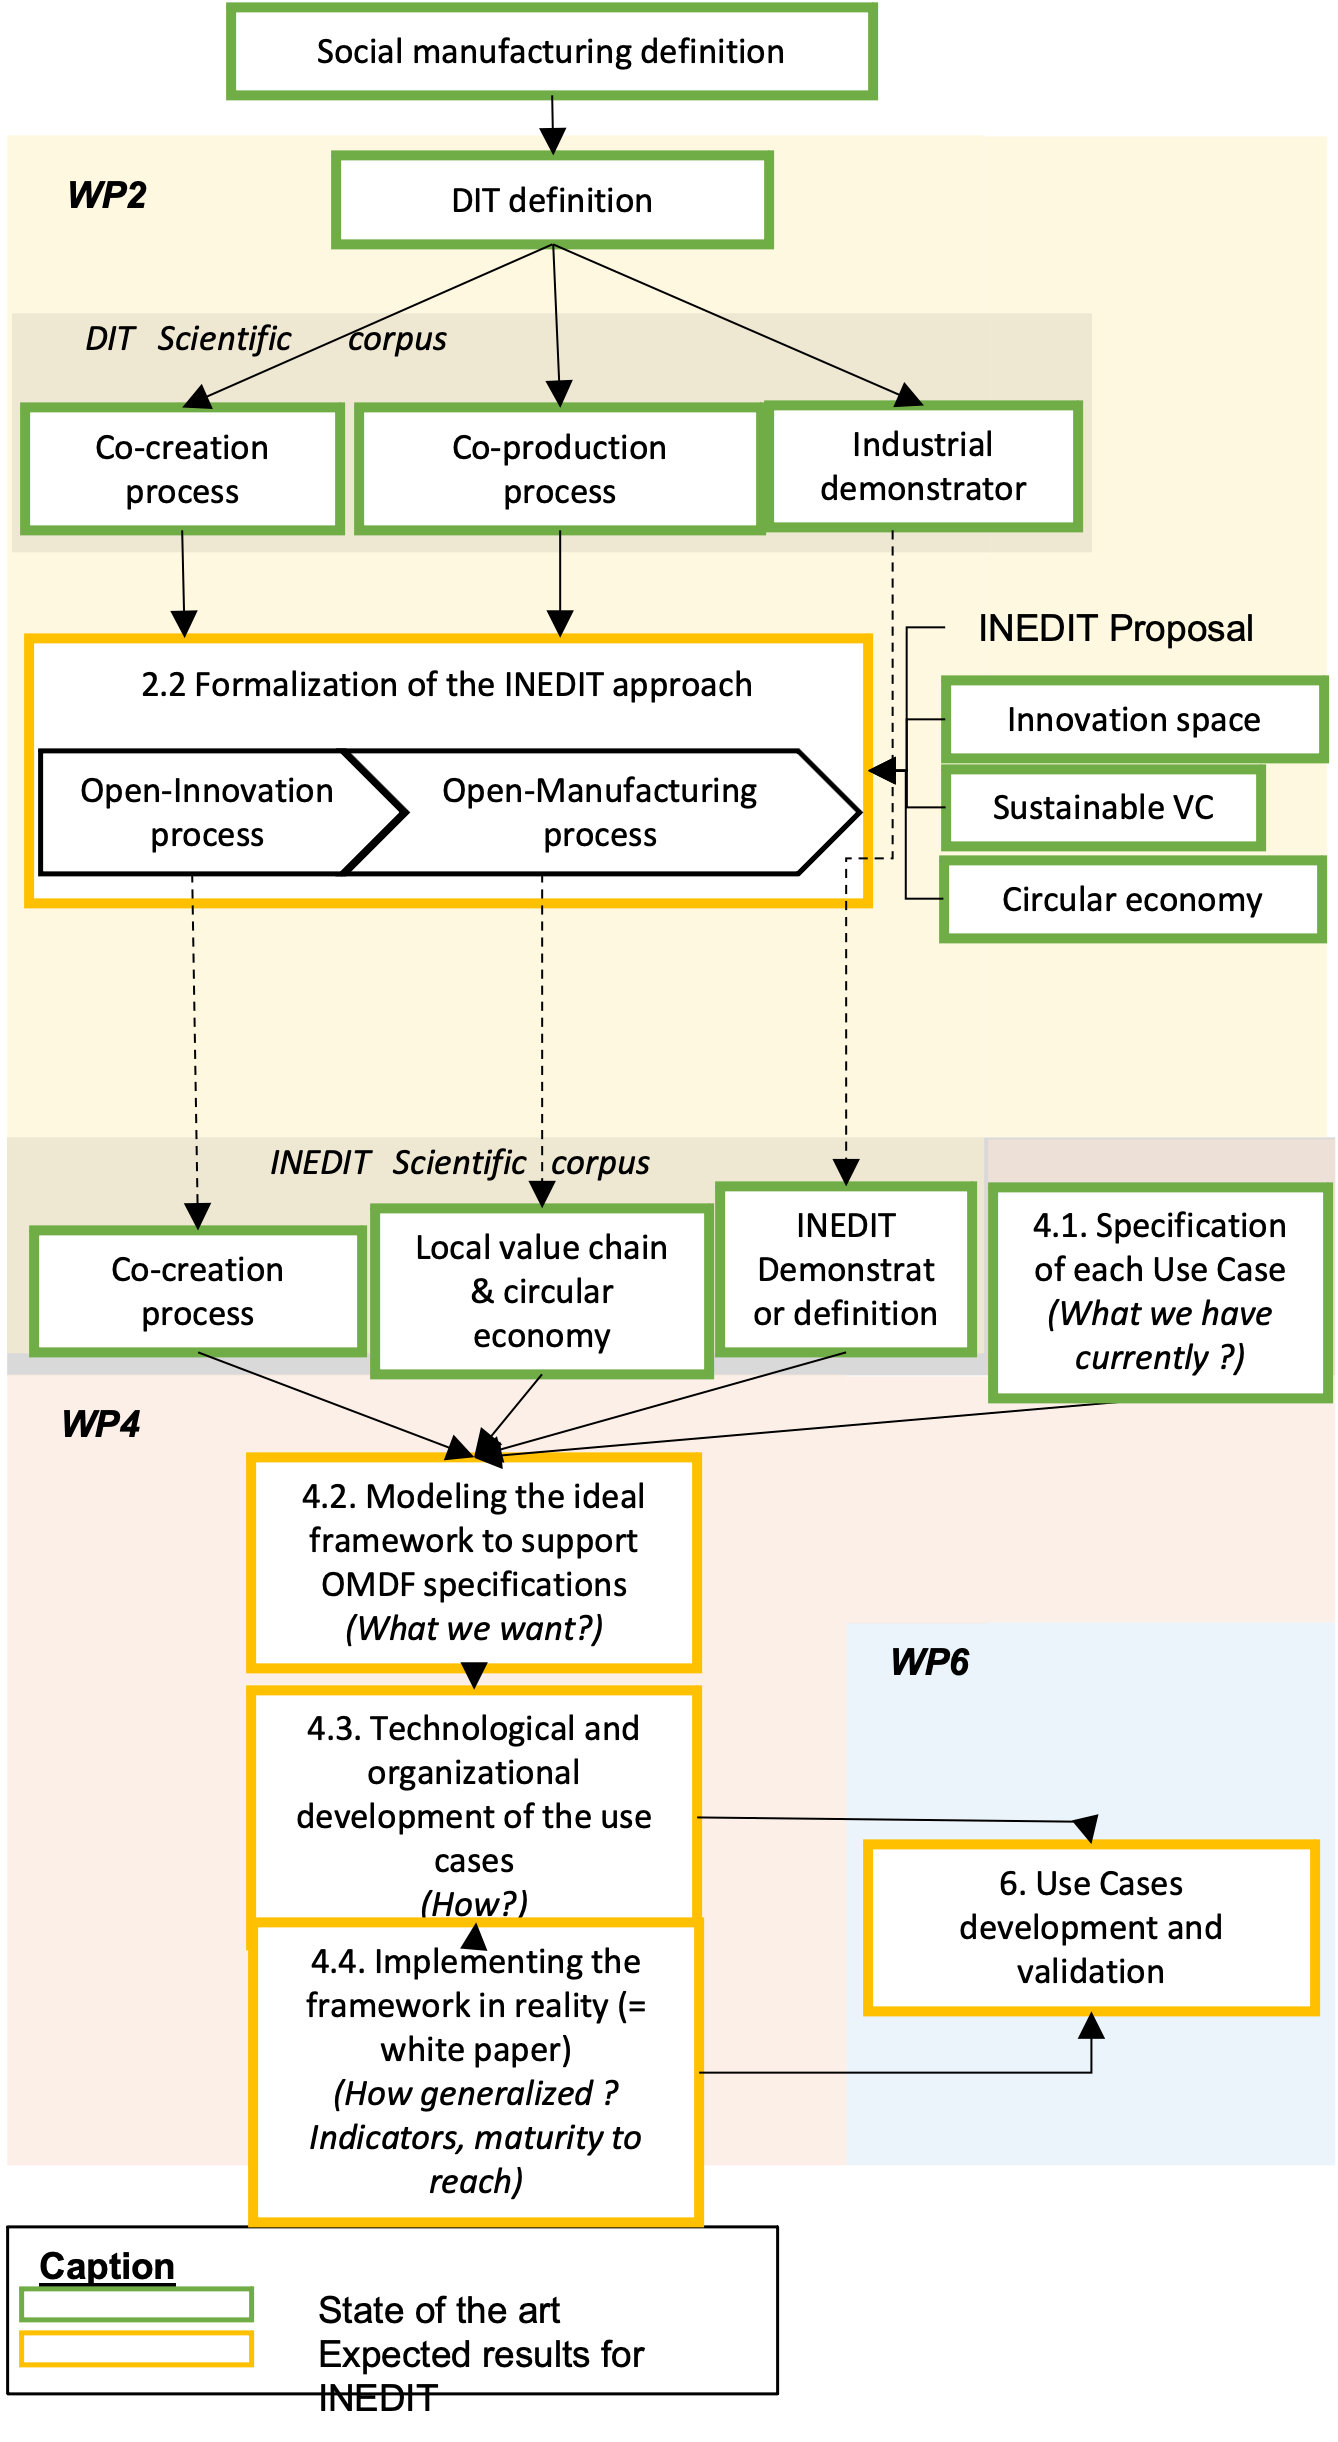 Social manufacturing definition
WP2
DIT definition
DIT Scientific corpus
Co-creation
process
Co-production
process
Industrial
demonstrator
INEDIT Proposal
2.2 Formalization of the INEDIT approach
Innovation space
Open-Innovation
process
Open-Manufacturing
process
Sustainable VC
Circular economy
INEDIT Scientific corpus
Co-creation
process
Local value chain
& circular
economy
INEDIT
Demonstrat
or definition
4.1. Specification
of each Use Case
(What we have
currently ?)
WP4
4.2. Modeling the ideal
framework to support
OMDF specifications
(What we want?)
WP6
4.3. Technological and
organizational
development of the use
cases
(How?)
6. Use Cases
development and
validation
4.4. Implementing the
framework in reality (=
white paper)
(How generalized ?
Indicators, maturity to
reach)
Caption
State of the art
Expected results for
INEDIT